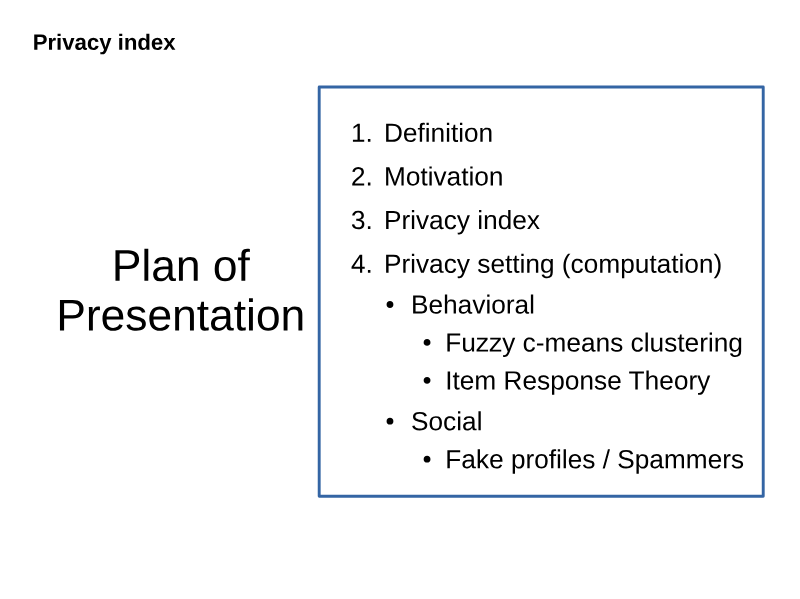 Privacy index
Plan of
Presentation
1. Definition
2. Motivation
3. Privacy index
4. Privacy setting (computation)
• Behavioral
• Fuzzy c-means clustering
• Item Response Theory
• Social
• Fake profiles / Spammers